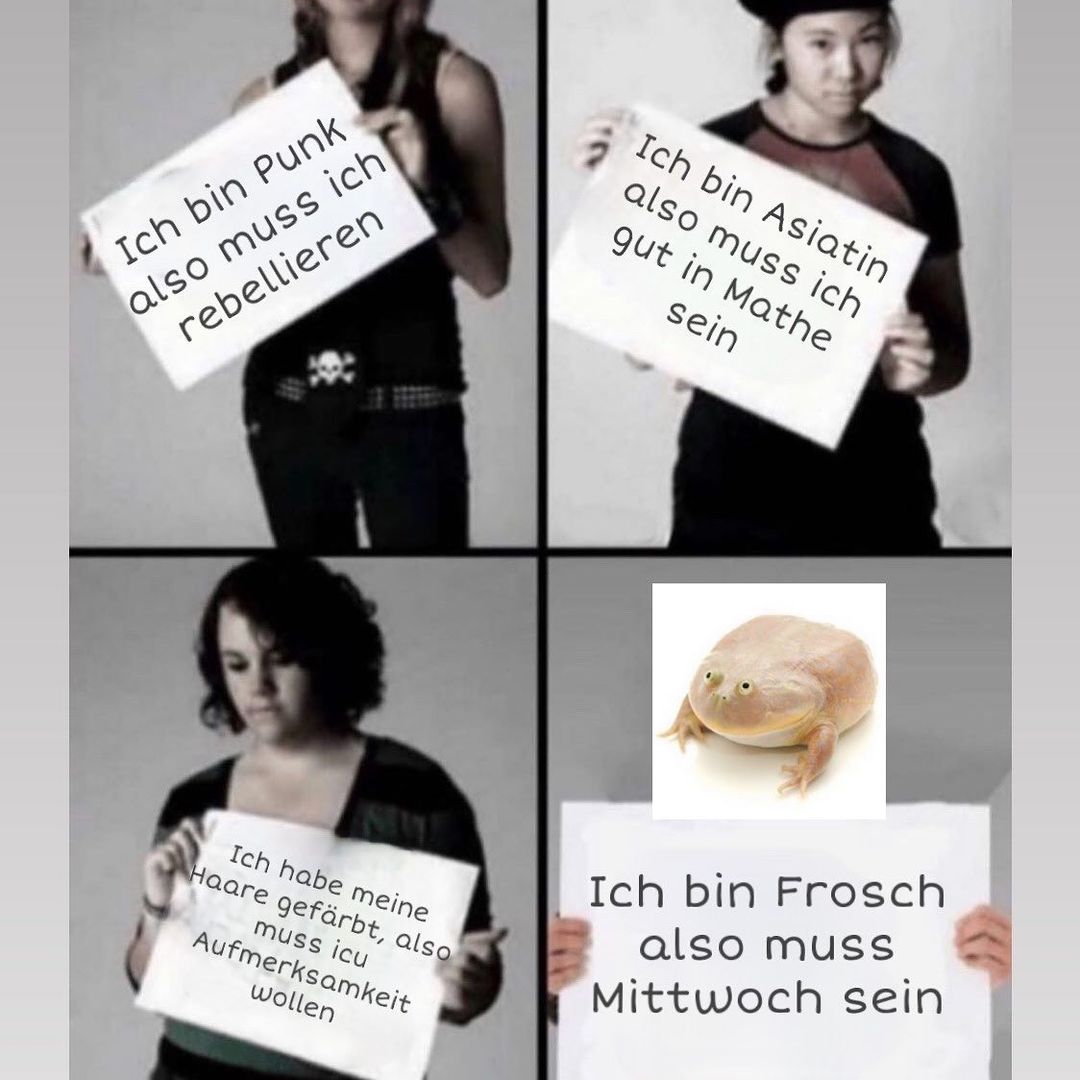 Ich bin Punk
also muss ich
rebellieren
Ich bin Asiatin
also muss ich
gut in Mathe
sein
Ich habe meine
Haare gefärbt, also
muss icu
Aufmerksamkeit
wollen
Ich bin Frosch
also muss
Mittwoch sein